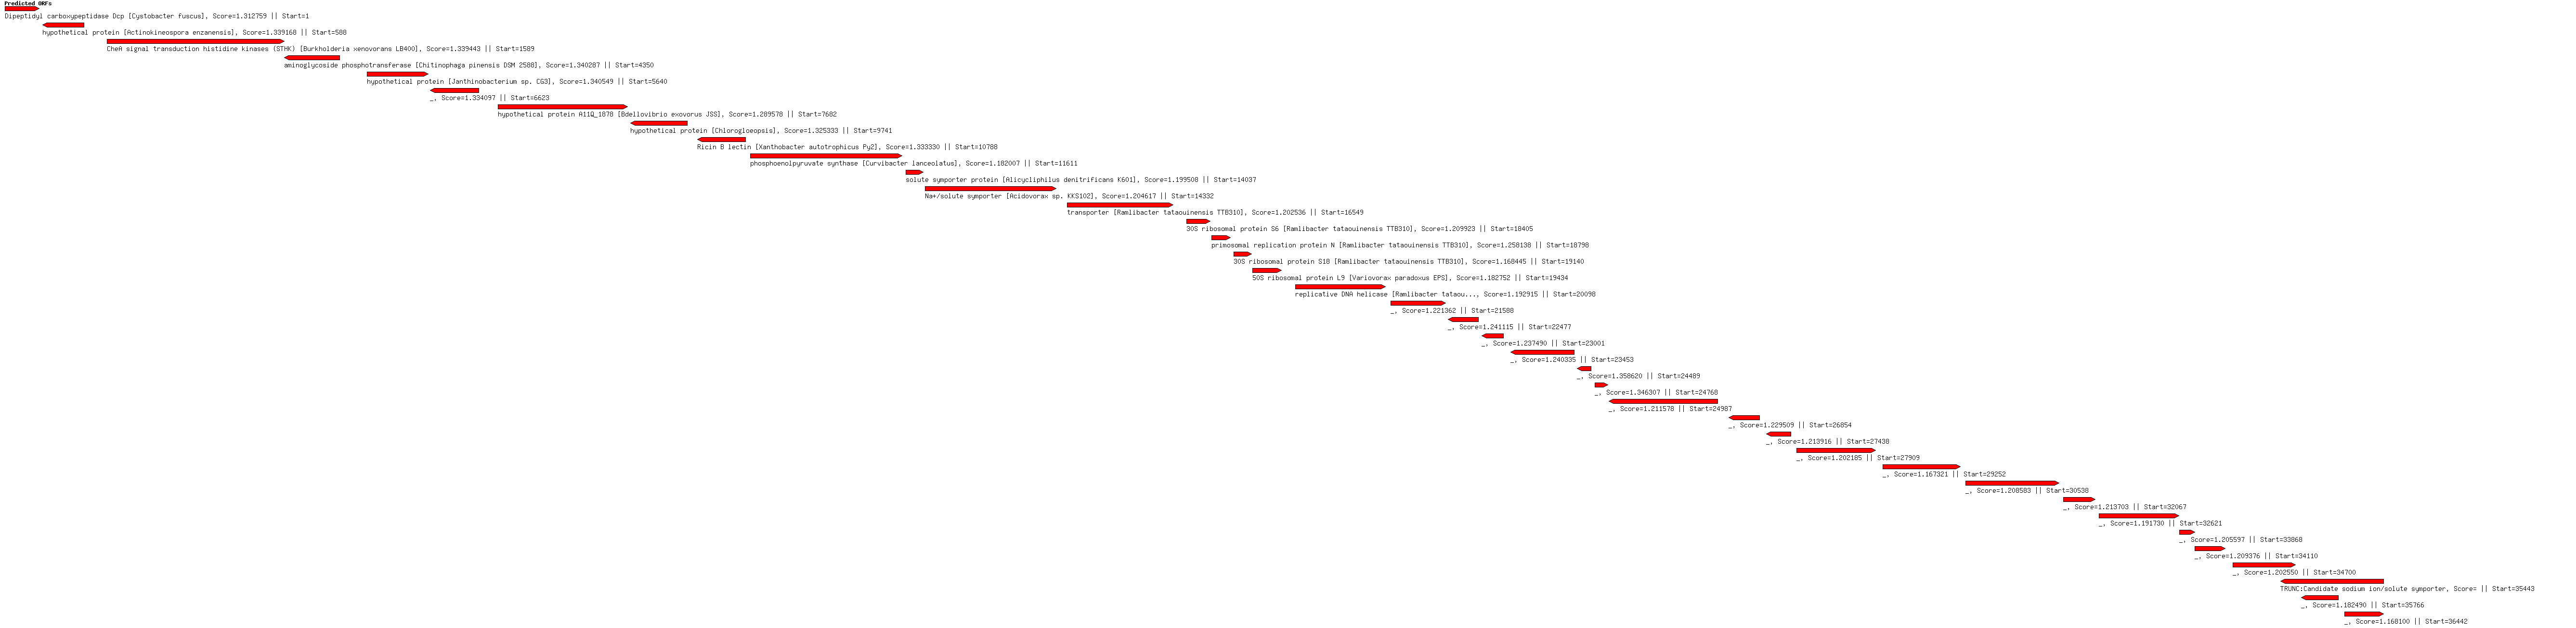 Predicted ORFs
Dipeptidyl carboxypeptidase Dcp [Cystobacter fuscus], Score=1.312759 || Start=1
hypothetical protein [Actinokineospora enzanensis], Score=1.339168 || Start=588
CheA signal transduction histidine kinases (STHK) [Burkholderia xenovorans LB400], Score=1.339443 || Start=1589
aminoglycoside phosphotransferase [Chitinophaga pinensis DSM 2588], Score=1.340287 || Start=4350
hypothetical protein [Janthinobacterium sp. CG3], Score=1.340549 || Start=5640
_, Score=1.334097 || Start=6623
hypothetical protein A11Q_1878 [Bdellovibrio exovorus JSS], Score=1.289578 || Start=7682
hypothetical protein [Chlorogloeopsis], Score=1.325333 || Start=9741
Ricin B lectin [Xanthobacter autotrophicus Py2], Score=1.333330 || Start=10788
phosphoenolpyruvate synthase [Curvibacter lanceolatus], Score=1.182007 || Start=11611
solute symporter protein [Alicycliphilus denitrificans K601], Score=1.199508 || Start=14037
Na+/solute symporter [Acidovorax sp. KKS102], Score=1.204617 || Start=14332
transporter [Ramlibacter tataouinensis TTB310], Score=1.202536 || Start=16549
30S ribosomal protein S6 [Ramlibacter tataouinensis TTB310], Score=1.209923 || Start=18405
primosomal replication protein N [Ramlibacter tataouinensis TTB310], Score=1.258138 || Start=18798
30S ribosomal protein S18 [Ramlibacter tataouinensis TTB310], Score=1.168445 || Start=19140
50S ribosomal protein L9 [Variovorax paradoxus EPS], Score=1.182752 || Start=19434
replicative DNA helicase [Ramlibacter tataou..., Score=1.192915 || Start=20098
_, Score=1.221362 || Start=21588
_, Score=1.241115 || Start=22477
_, Score=1.237490 || Start=23001
_, Score=1.240335 || Start=23453
_, Score=1.358620 || Start=24489
_, Score=1.346307 || Start=24768
_, Score=1.211578 || Start=24987
_, Score=1.229509 || Start=26854
_, Score=1.213916 || Start=27438
_, Score=1.202185 || Start=27909
_, Score=1.167321 || Start=29252
_, Score=1.208583 || Start=30538
_, Score=1.213703 || Start=32067
_, Score=1.191730 || Start=32621
_, Score=1.205597 || Start=33868
_, Score=1.209376 || Start=34110
_, Score=1.202550 || Start=34700
TRUNC:Candidate sodium ion/solute symporter, Score= || Start=35443
_, Score=1.182490 || Start=35766
_, Score=1.168100 || Start=36442